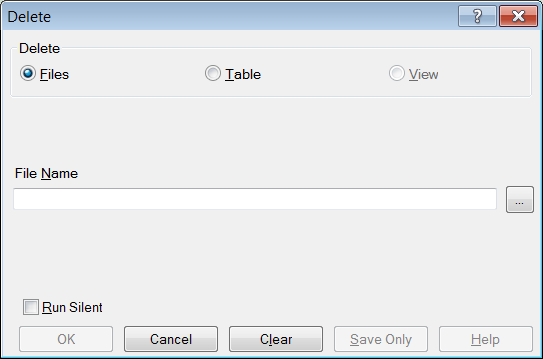 Delete
?
Delete
Files Table View
File Name
...
Run Silent
OK Cancel Clear Save Only Help